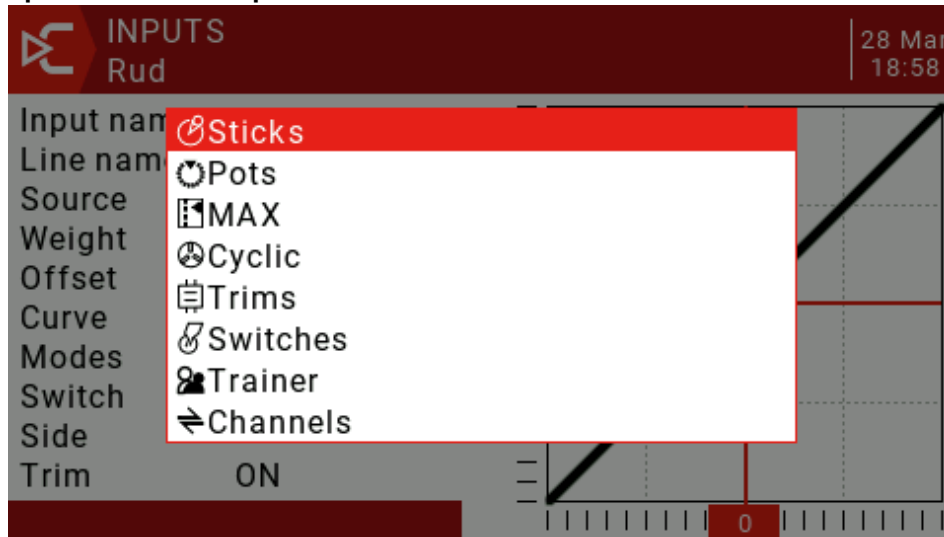 INPUTS
Rud
28 Mar
18:58
Input nam
Line nam
Source
Weight
Offset
Curve
Modes
Switch
Side
Trim ON
Sticks
Pots
MAX
Cyclic
Trims
Switches
Trainer
Channels
0